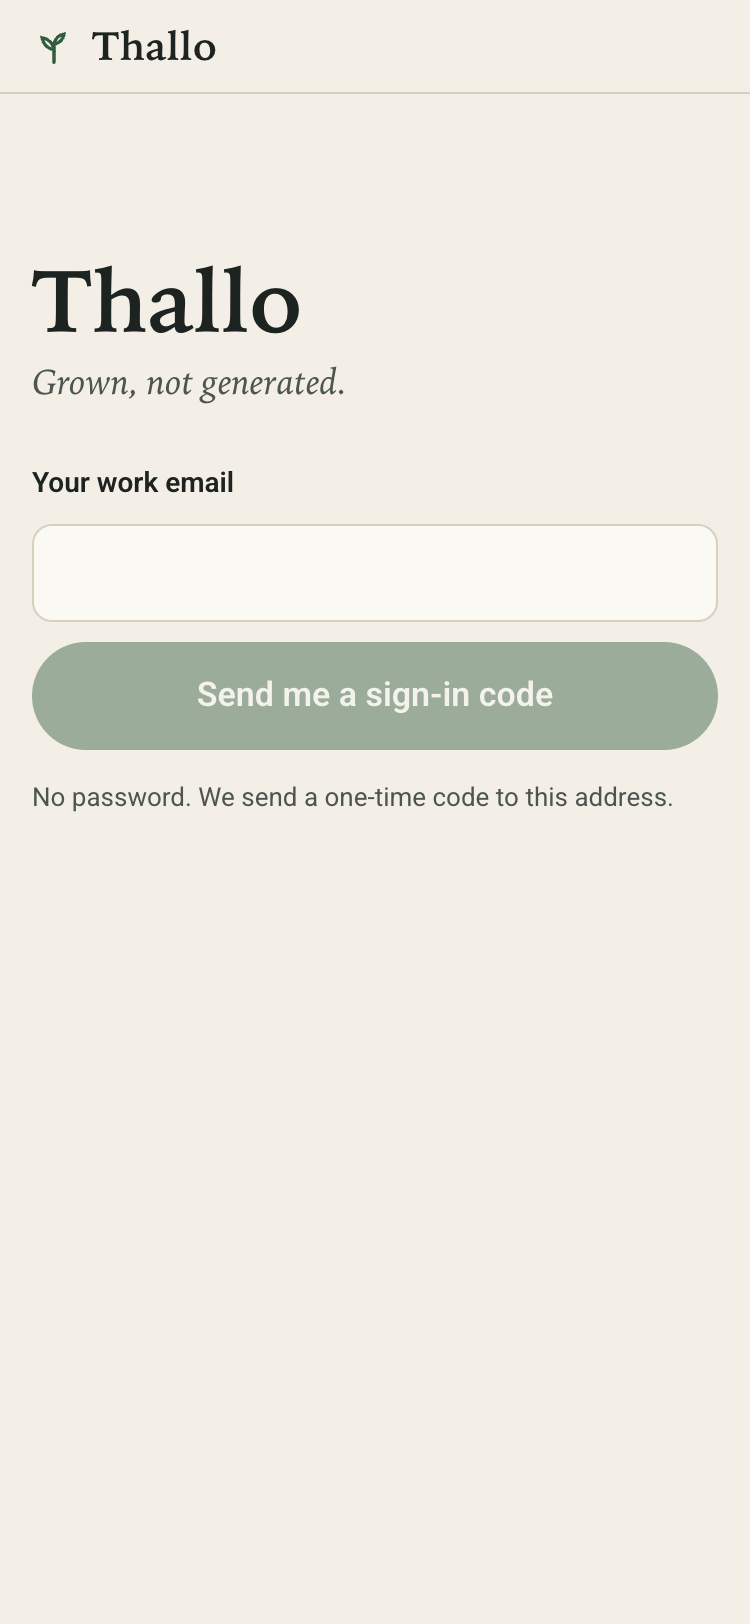 Thallo
Thallo
Grown, not generated.
Your work email
Send me a sign-in code
No password. We send a one-time code to this address.